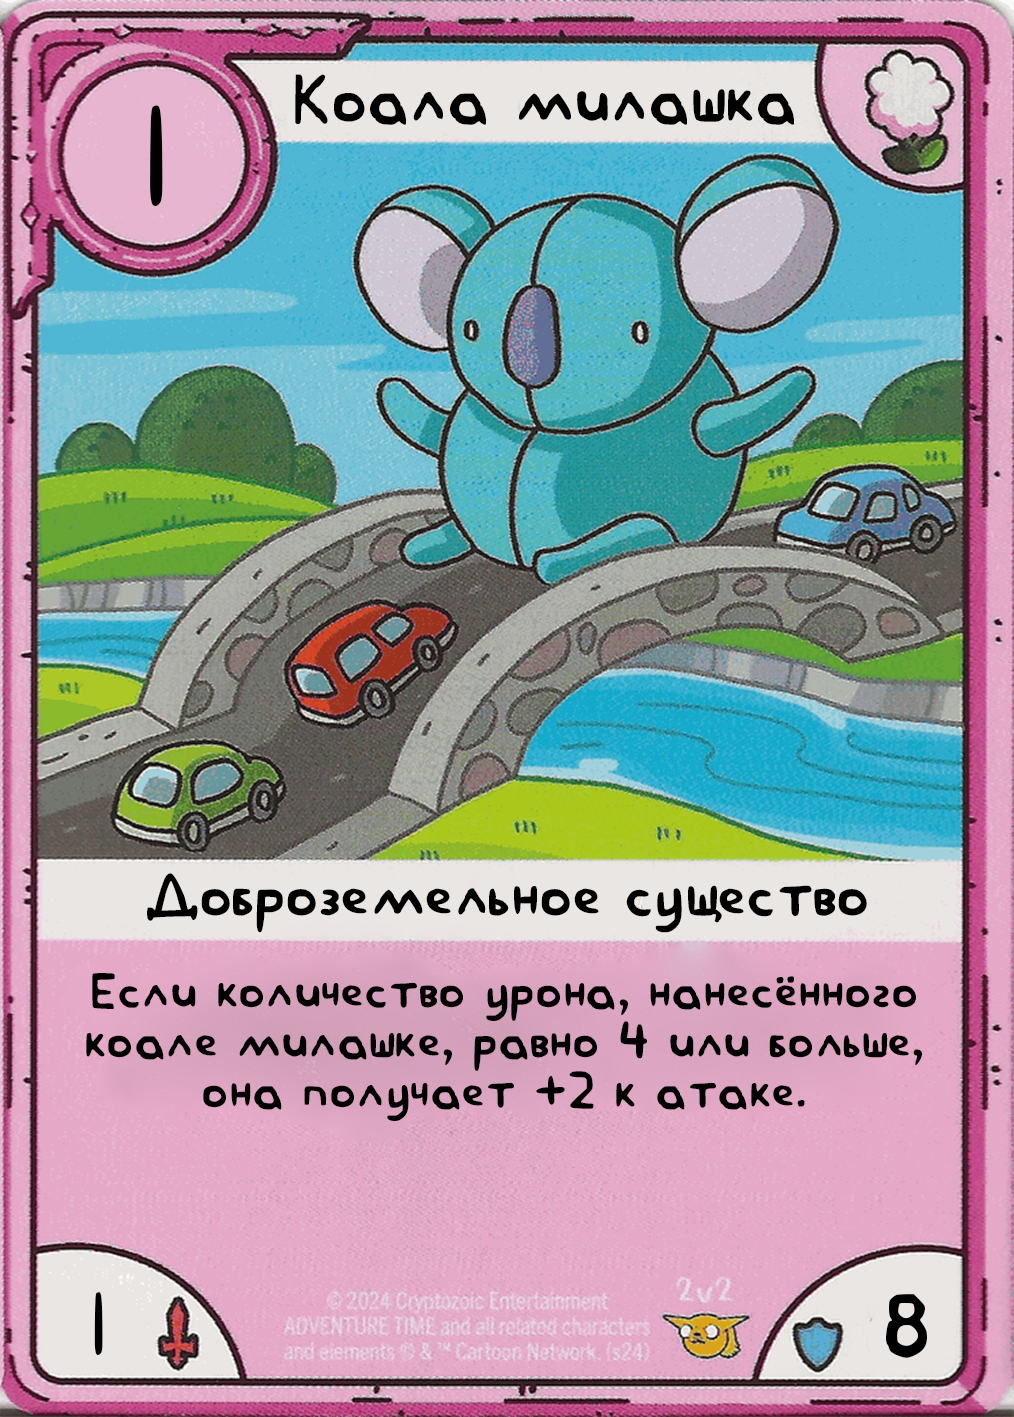 1
Коала милашка
Доброземельное существо
Если количество урона, нанесённого
коале милашке, равно 4 или больше,
она получает +2 к атаке.
1
8
2v2
© 2024 Cryptozoic Entertainment
ADVENTURE TIME and all related characters
and elements © & ™ Cartoon Network. (s24)